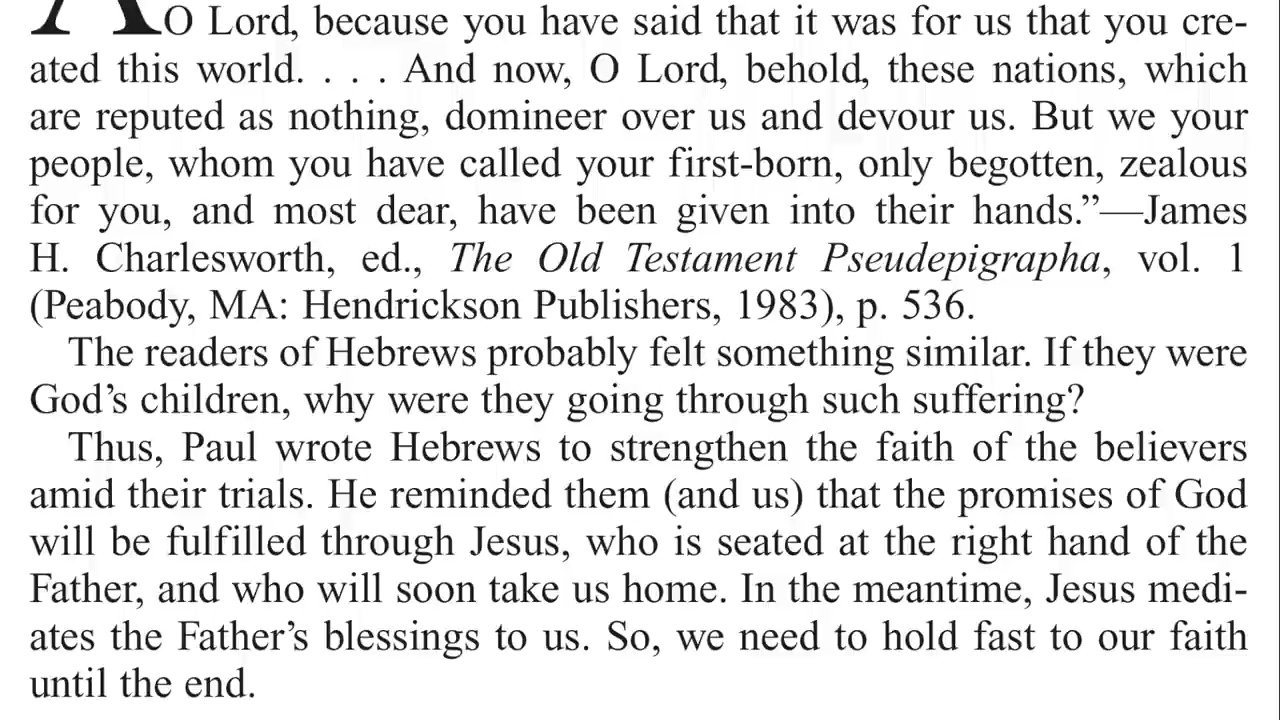 O Lord, because you have said that it was for us that you cre-
ated this world. . . . And now, O Lord, behold, these nations, which
are reputed as nothing, domineer over us and devour us. But we your
people, whom you have called your first-born, only begotten, zealous
for you, and most dear, have been given into their hands.”—James
H. Charlesworth, ed., The Old Testament Pseudepigrapha, vol. 1
(Peabody, MA: Hendrickson Publishers, 1983), p. 536.
The readers of Hebrews probably felt something similar. If they were
God’s children, why were they going through such suffering?
Thus, Paul wrote Hebrews to strengthen the faith of the believers
amid their trials. He reminded them (and us) that the promises of God
will be fulfilled through Jesus, who is seated at the right hand of the
Father, and who will soon take us home. In the meantime, Jesus medi-
ates the Father’s blessings to us. So, we need to hold fast to our faith
until the end.